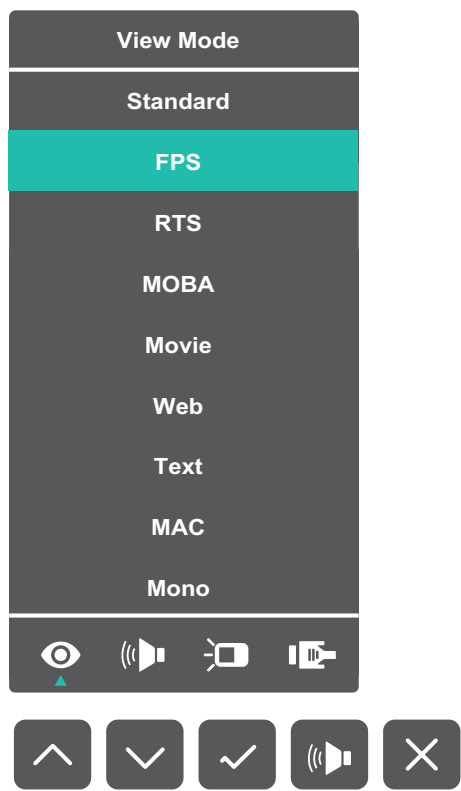 View Mode
Standard
FPS
RTS
MOBA
Movie
Web
Text
MAC
Mono